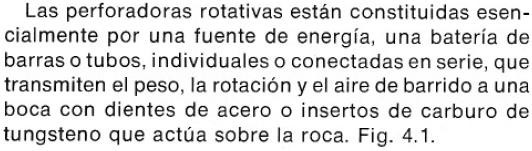 Las perforadoras rotativas están constituidas esen-
cialmente por una fuente de energía, una batería de
barras o tubos, individuales o conectadas en serie, que
transmiten el peso, la rotación y el aire de barrido a una
boca con dientes de acero o insertos de carburo de
tungsteno que actúa sobre la roca. Fig. 4.1.